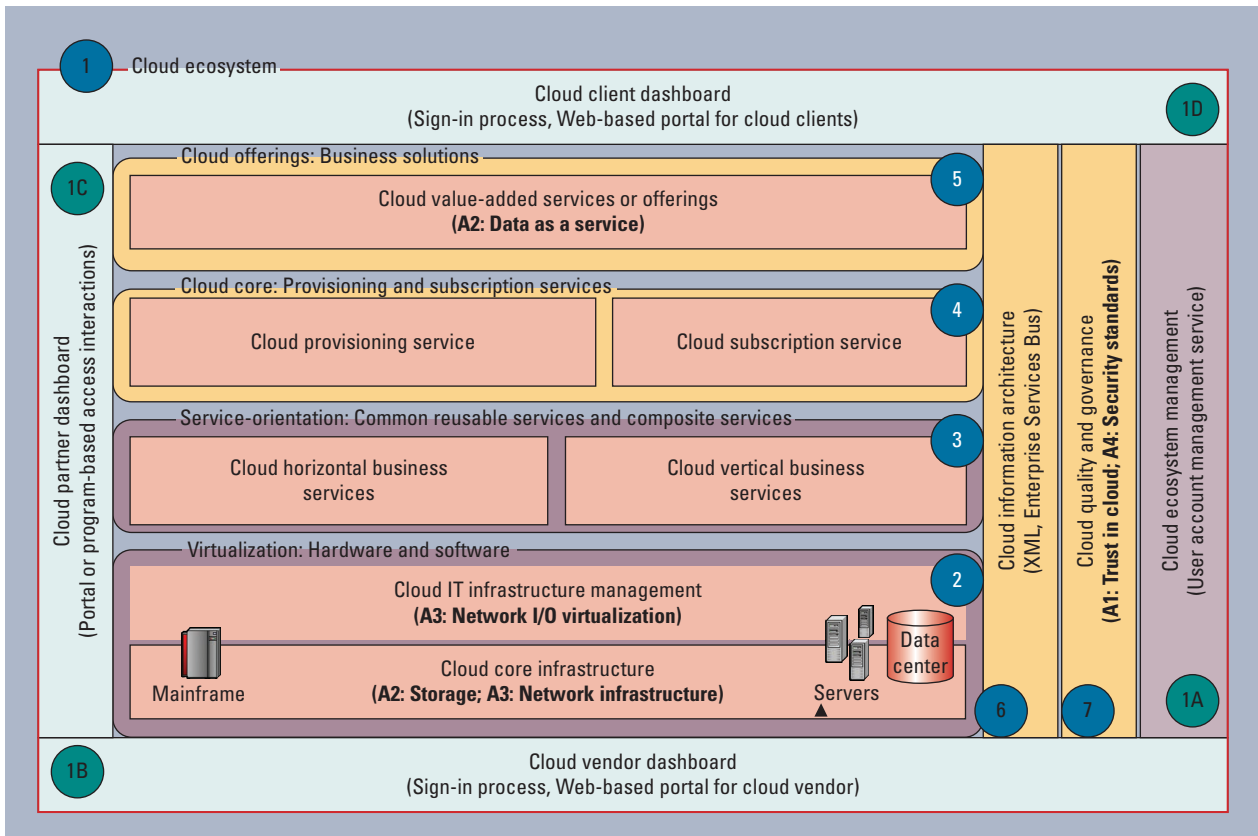 1
Cloud ecosystem
Cloud client dashboard
(Sign-in process, Web-based portal for cloud clients)
1D
1C
Cloud partner dashboard
(Portal or program-based access interactions)
Cloud offerings: Business solutions
5
Cloud value-added services or offerings
(A2: Data as a service)
Cloud core: Provisioning and subscription services
4
Cloud provisioning service
Cloud subscription service
Service-orientation: Common reusable services and composite services
3
Cloud horizontal business
services
Cloud vertical business
services
Virtualization: Hardware and software
2
Cloud IT infrastructure management
(A3: Network I/O virtualization)
Mainframe
Cloud core infrastructure
(A2: Storage; A3: Network infrastructure)
Servers
Data
center
Cloud information architecture
(XML, Enterprise Services Bus)
6
Cloud quality and governance
(A1: Trust in cloud; A4: Security standards)
7
Cloud ecosystem management
(User account management service)
1A
1B
Cloud vendor dashboard
(Sign-in process, Web-based portal for cloud vendor)